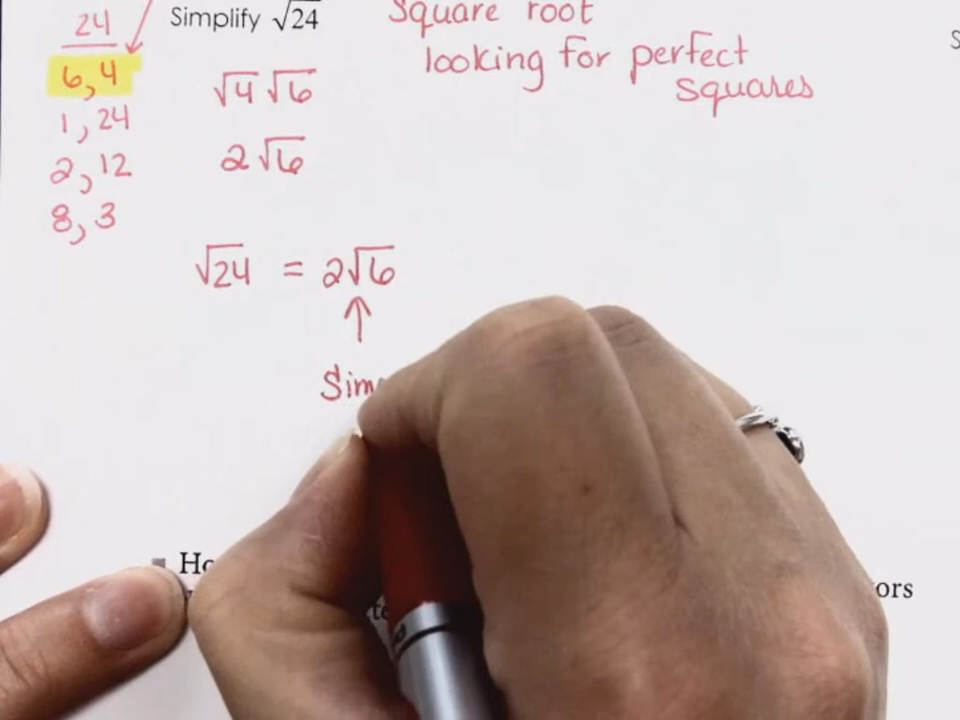 24
6,4
1,24
2,12
8,3
Simplify √24
√4 √6
2√6
√24 = 2√6
↑
Square root
looking for perfect
squares